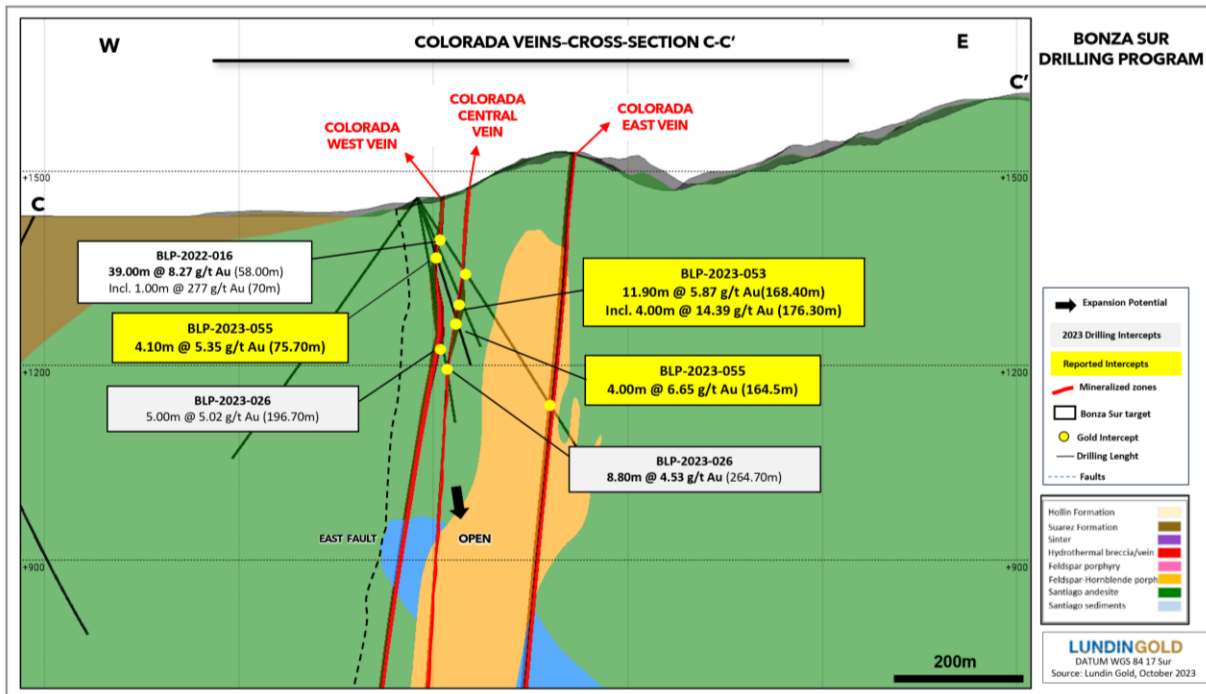 W
COLORADA VEINS-CROSS-SECTION C-C'
E
BONZA SUR
DRILLING PROGRAM
C'
COLORADA
WEST VEIN
COLORADA
CENTRAL
VEIN
COLORADA
EAST VEIN
+1500
+1500
C
BLP-2022-016
39.00m @ 8.27 g/t Au (58.00m)
Incl. 1.00m @ 277 g/t Au (70m)
BLP-2023-055
4.10m @ 5.35 g/t Au (75.70m)
BLP-2023-026
5.00m @ 5.02 g/t Au (196.70m)
BLP-2023-053
11.90m @ 5.87 g/t Au(168.40m)
Incl. 4.00m @ 14.39 g/t Au (176.30m)
BLP-2023-055
4.00m @ 6.65 g/t Au (164.5m)
BLP-2023-026
8.80m @ 4.53 g/t Au (264.70m)
+1200
+1200
EAST FAULT
OPEN
+900
+900
200m
Expansion Potential
2023 Drilling Intercepts
Reported Intercepts
Mineralized zones
Bonza Sur target
Gold Intercept
Drilling Lenght
Faults
Hollin Formation
Suarez Formation
Sinter
Hydrothermal breccia/vein
Feldspar porphyry
Feldspar-Hornblende porph
Santiago andesite
Santiago sediments
LUNDINGOLD
DATUM WGS 84 17 Sur
Source: Lundin Gold, October 2023